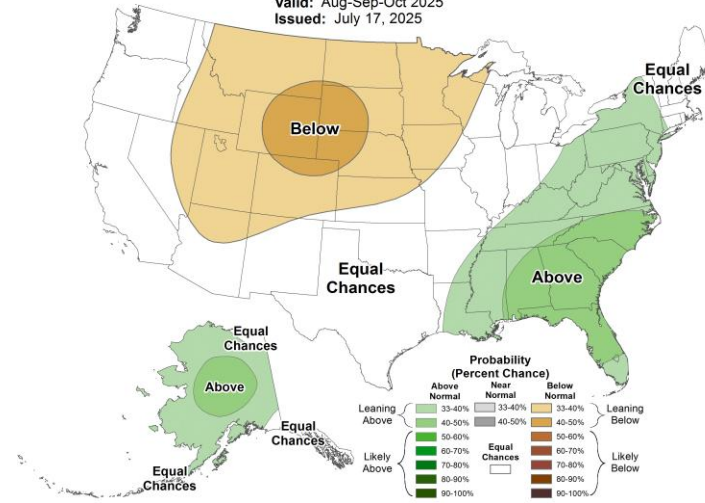 Valid: Aug-Sep-Oct 2025
Issued: July 17, 2025
Equal
Chances
Below
Equal
Chances
Above
Equal
Chances
Above
Equal
Chances
Equal
Chances
Probability
(Percent Chance)
Above
Normal
Near
Normal
Below
Normal
Leaning
Above
33-40%
33-40%
33-40%
Leaning
Below
40-50%
40-50%
40-50%
Likely
Above
50-60%
60-70%
70-80%
80-90%
90-100%
Equal
Chances
50-60%
60-70%
70-80%
80-90%
90-100%
Likely
Below